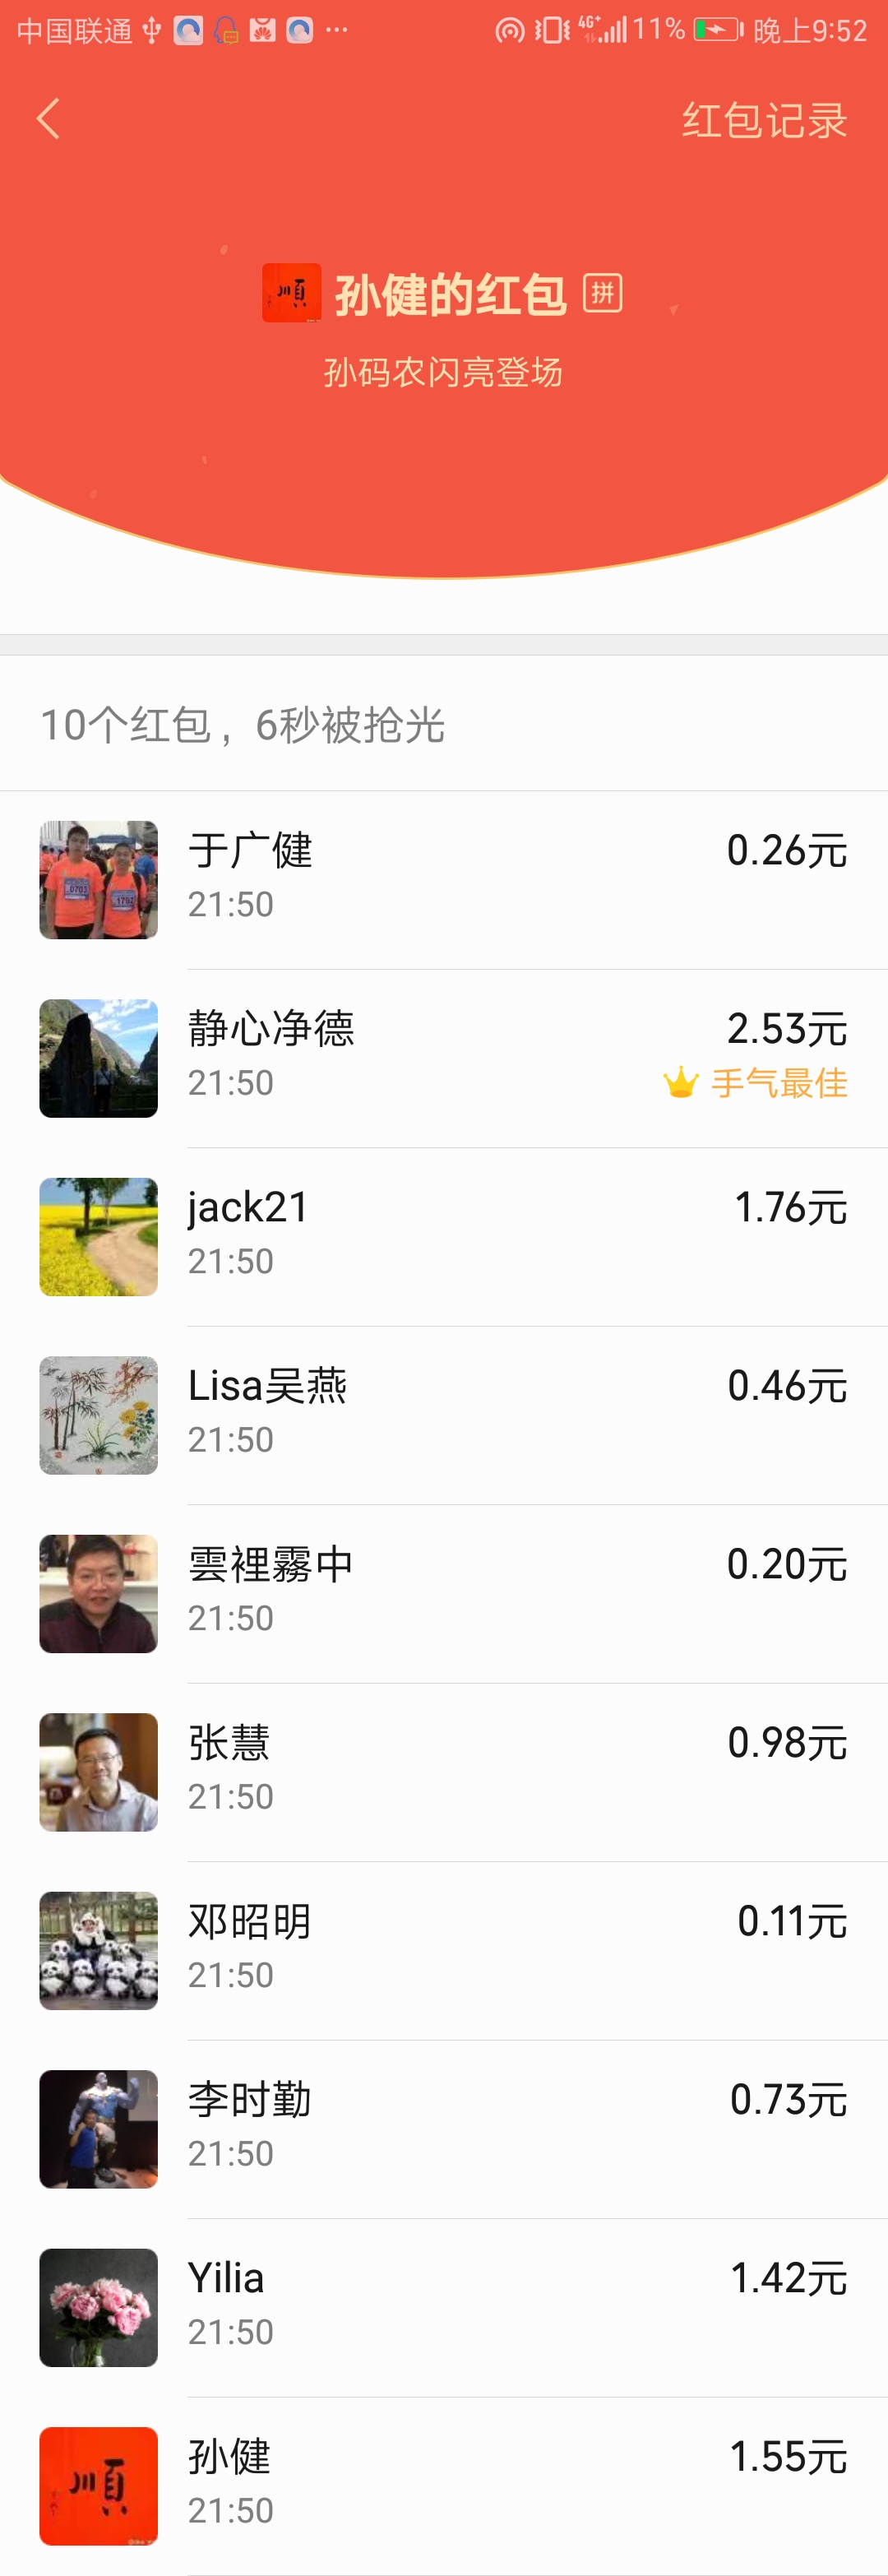 中国联通 4G+ 11% 晚上9:52
红包记录
順 孙健的红包 拼
孙码农闪亮登场
10个红包，6秒被抢光
于广健 0.26元
21:50
静心净德 2.53元
21:50 手气最佳
jack21 1.76元
21:50
Lisa吴燕 0.46元
21:50
雲裡霧中 0.20元
21:50
张慧 0.98元
21:50
邓昭明 0.11元
21:50
李时勤 0.73元
21:50
Yilia 1.42元
21:50
順 孙健 1.55元
21:50